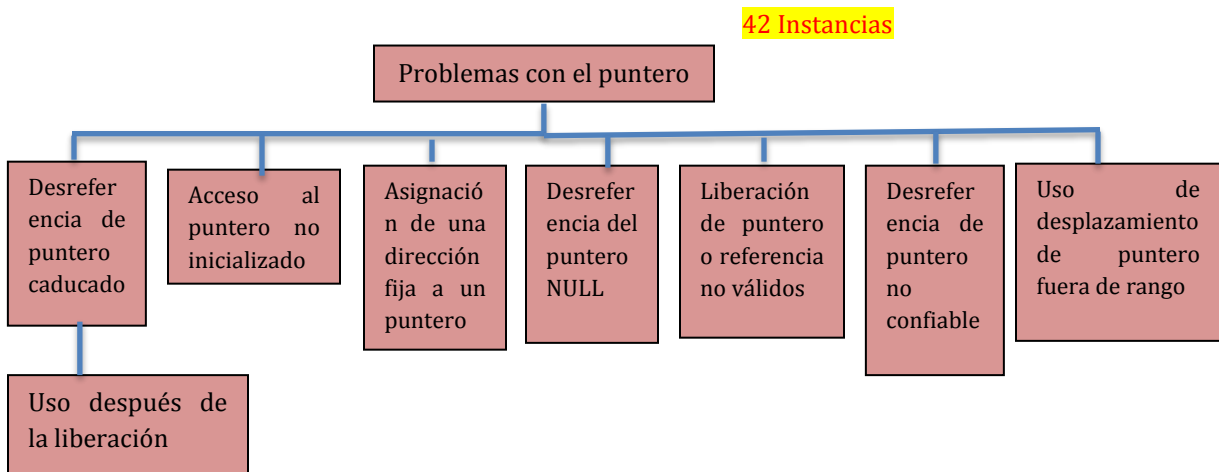 42 Instancias
Problemas con el puntero
Desrefer
encia de
puntero
caducado
Acceso al
puntero no
inicializado
Asignació
n de una
dirección
fija a un
puntero
Desrefer
encia del
puntero
NULL
Liberación
de puntero
o referencia
no válidos
Desrefer
encia de
puntero
no
confiable
Uso de
desplazamiento
de puntero
fuera de rango
Uso después de
la liberación